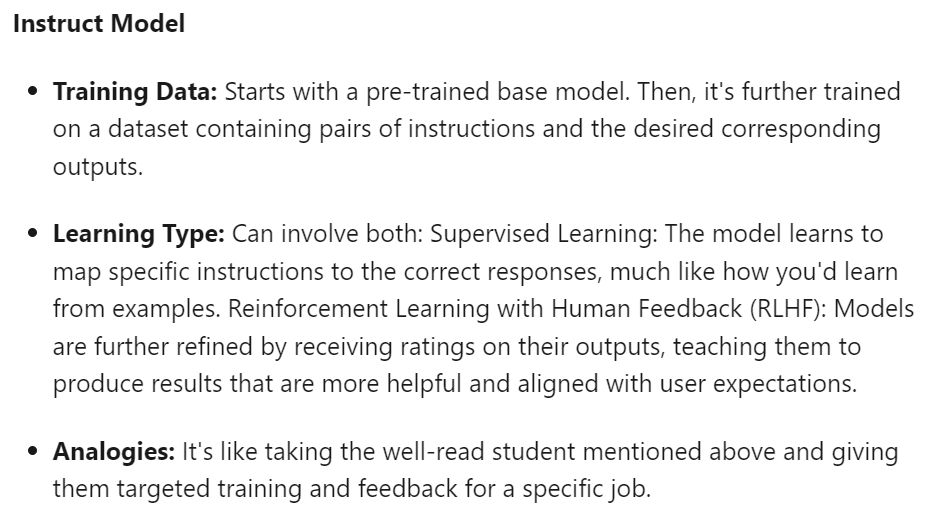 Instruct Model
• Training Data: Starts with a pre-trained base model. Then, it's further trained
on a dataset containing pairs of instructions and the desired corresponding
outputs.
• Learning Type: Can involve both: Supervised Learning: The model learns to
map specific instructions to the correct responses, much like how you'd learn
from examples. Reinforcement Learning with Human Feedback (RLHF): Models
are further refined by receiving ratings on their outputs, teaching them to
produce results that are more helpful and aligned with user expectations.
• Analogies: It's like taking the well-read student mentioned above and giving
them targeted training and feedback for a specific job.